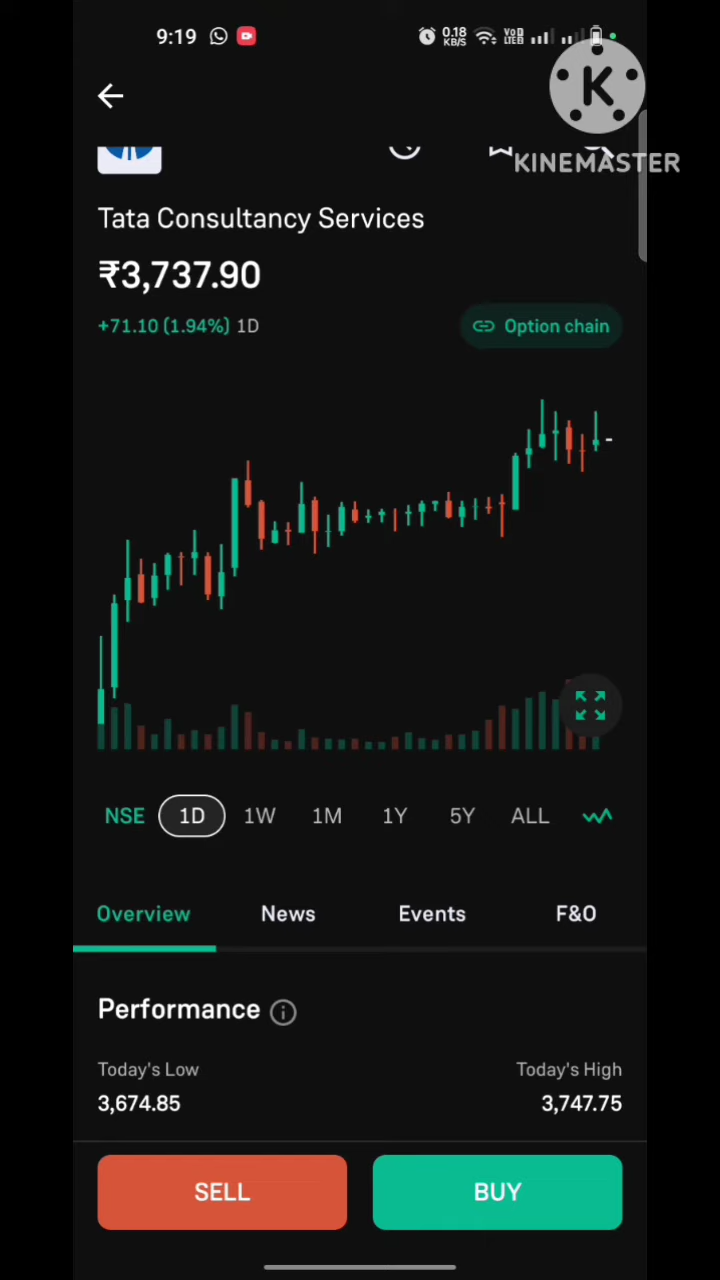 9:19
0.18 KB/S
VO LTE2
K
KINEMASTER
Tata Consultancy Services
₹3,737.90
+71.10 (1.94%) 1D
Option chain
NSE 1D 1W 1M 1Y 5Y ALL
Overview News Events F&O
Performance
Today's Low Today's High
3,674.85 3,747.75
SELL BUY